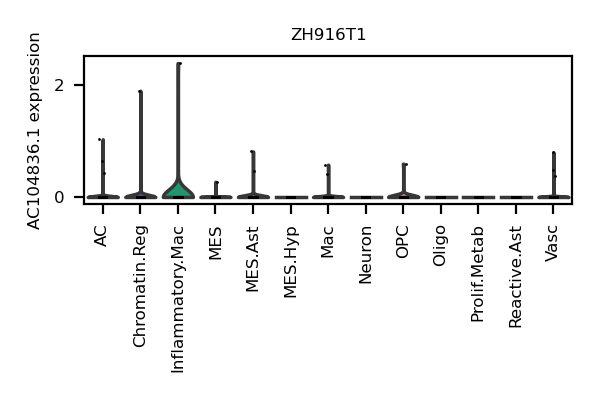 ZH916T1
AC104836.1 expression
2
0
AC
Chromatin.Reg
Inflammatory.Mac
MES
MES.Ast
MES.Hyp
Mac
Neuron
OPC
Oligo
Prolif.Metab
Reactive.Ast
Vasc